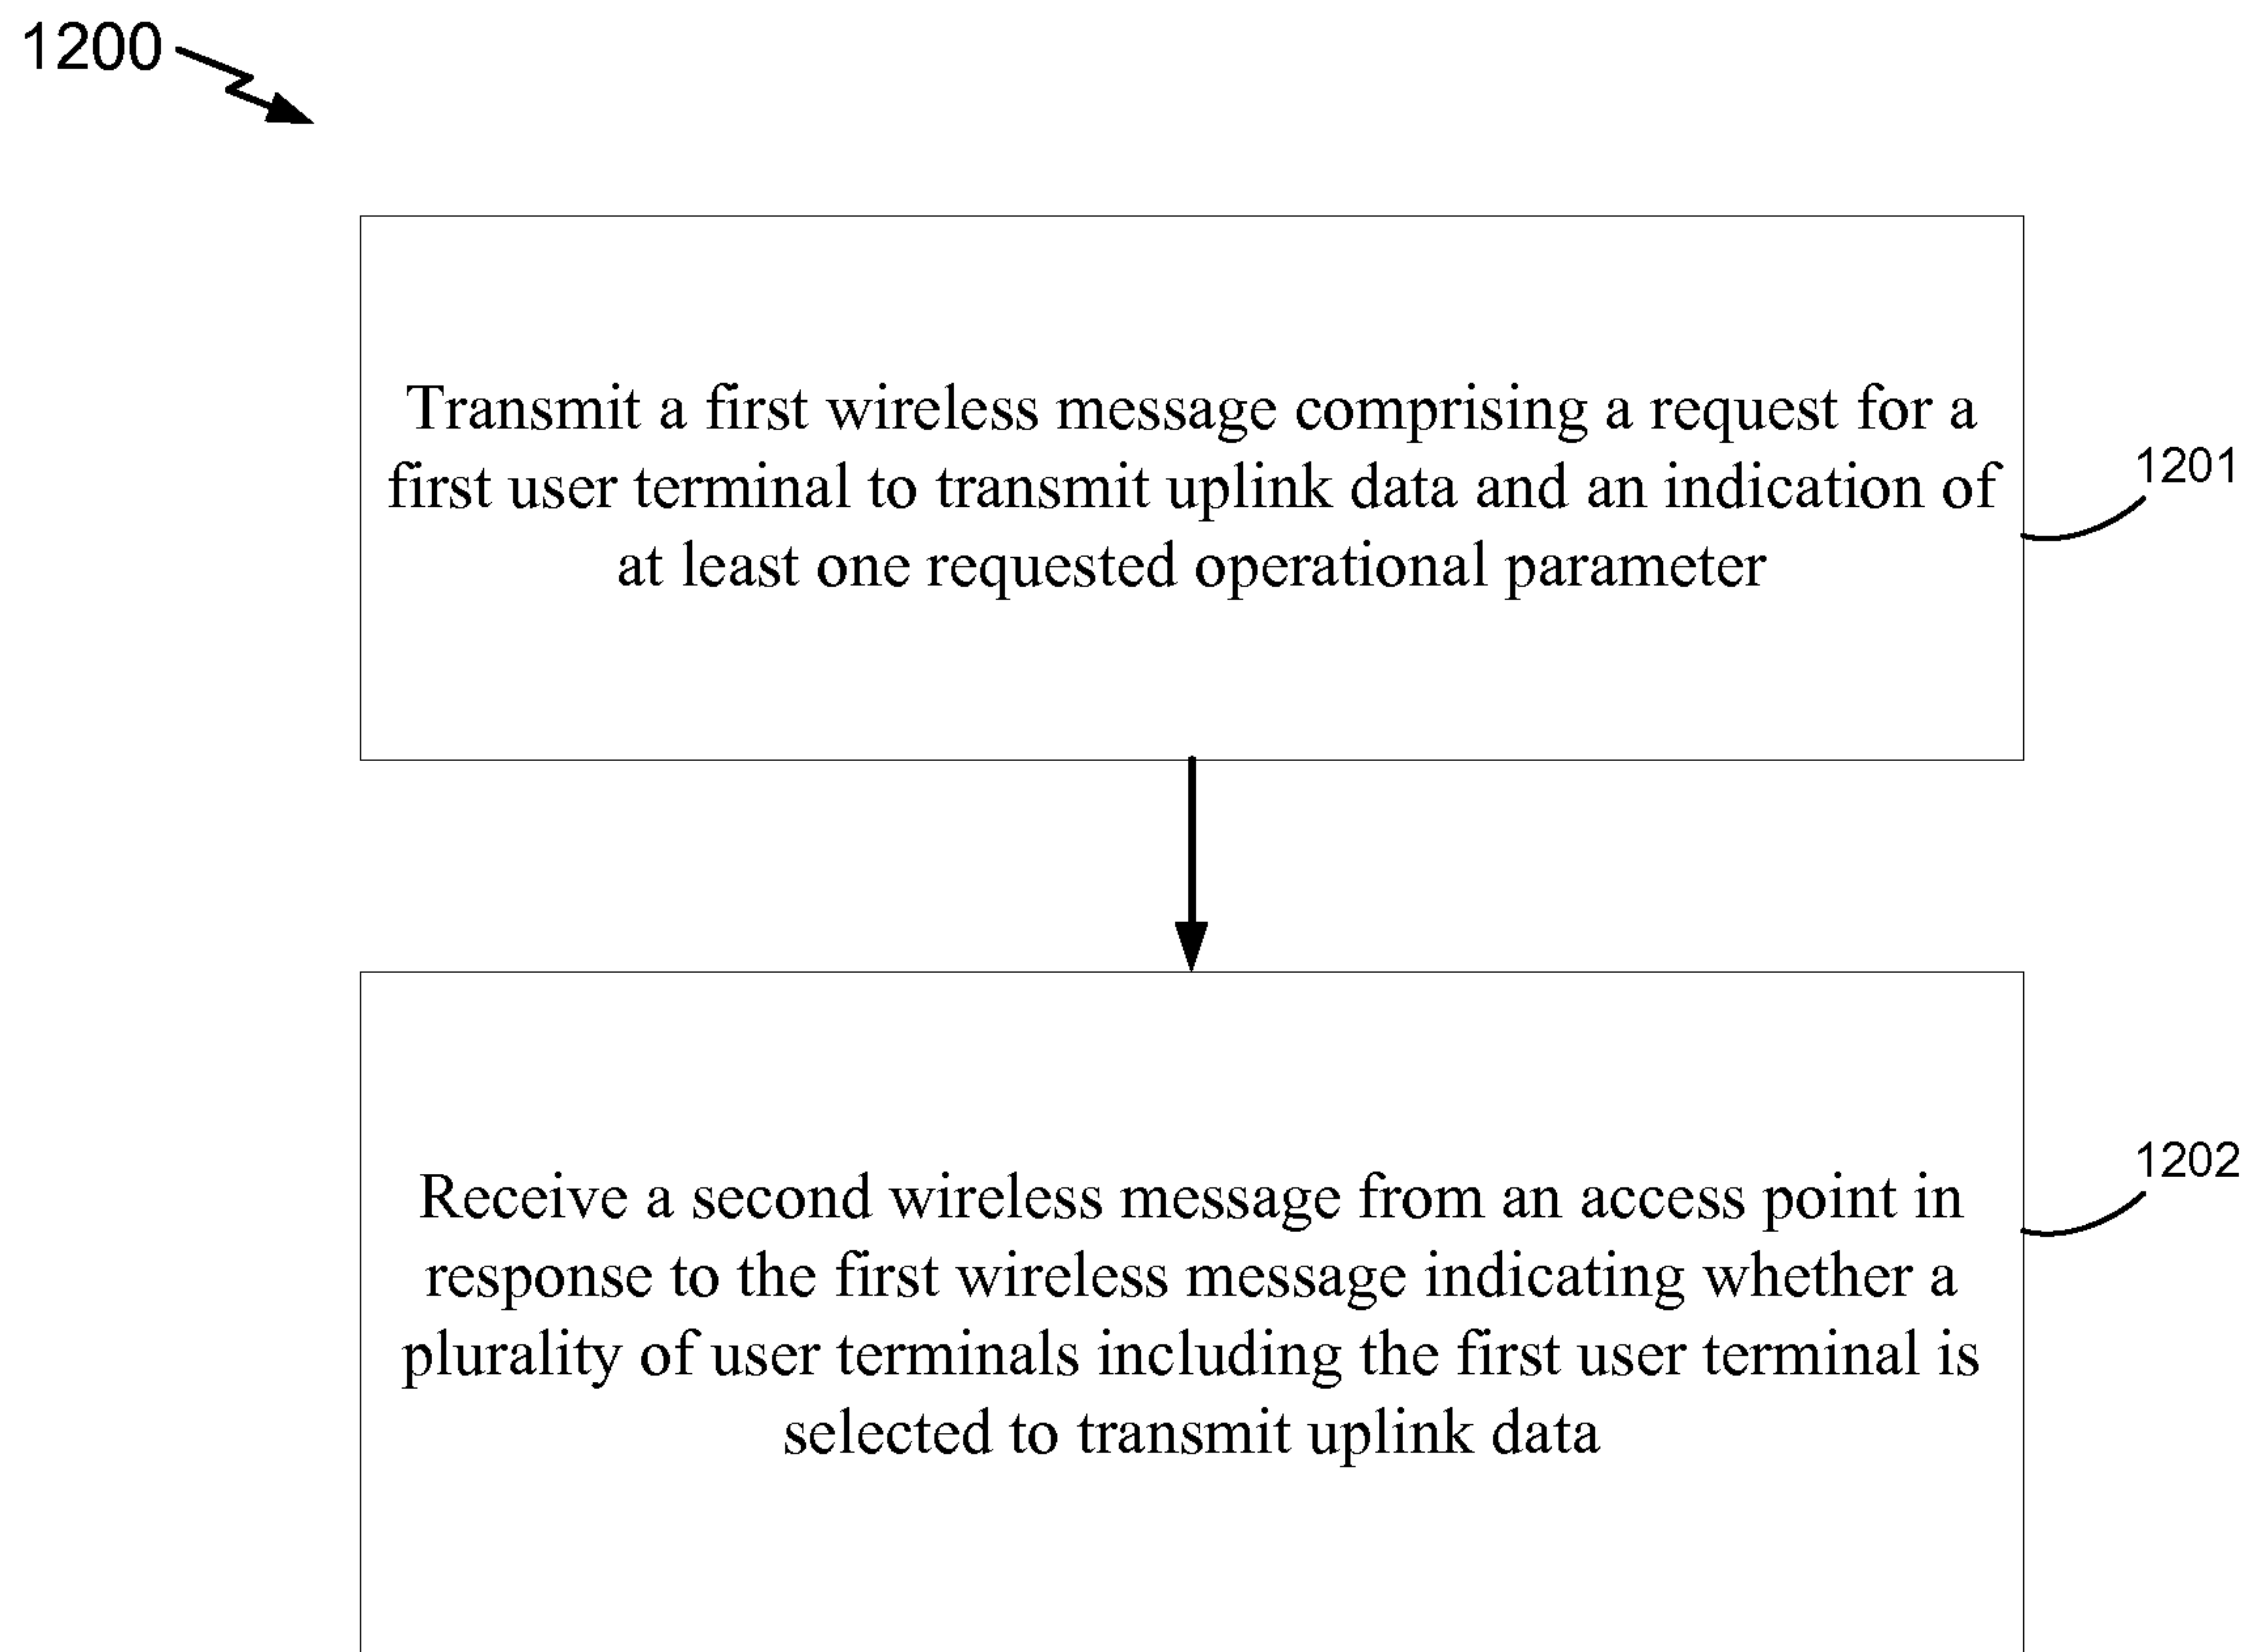 1200
Transmit a first wireless message comprising a request for a
first user terminal to transmit uplink data and an indication of
at least one requested operational parameter
1201
Receive a second wireless message from an access point in
response to the first wireless message indicating whether a
plurality of user terminals including the first user terminal is
selected to transmit uplink data
1202